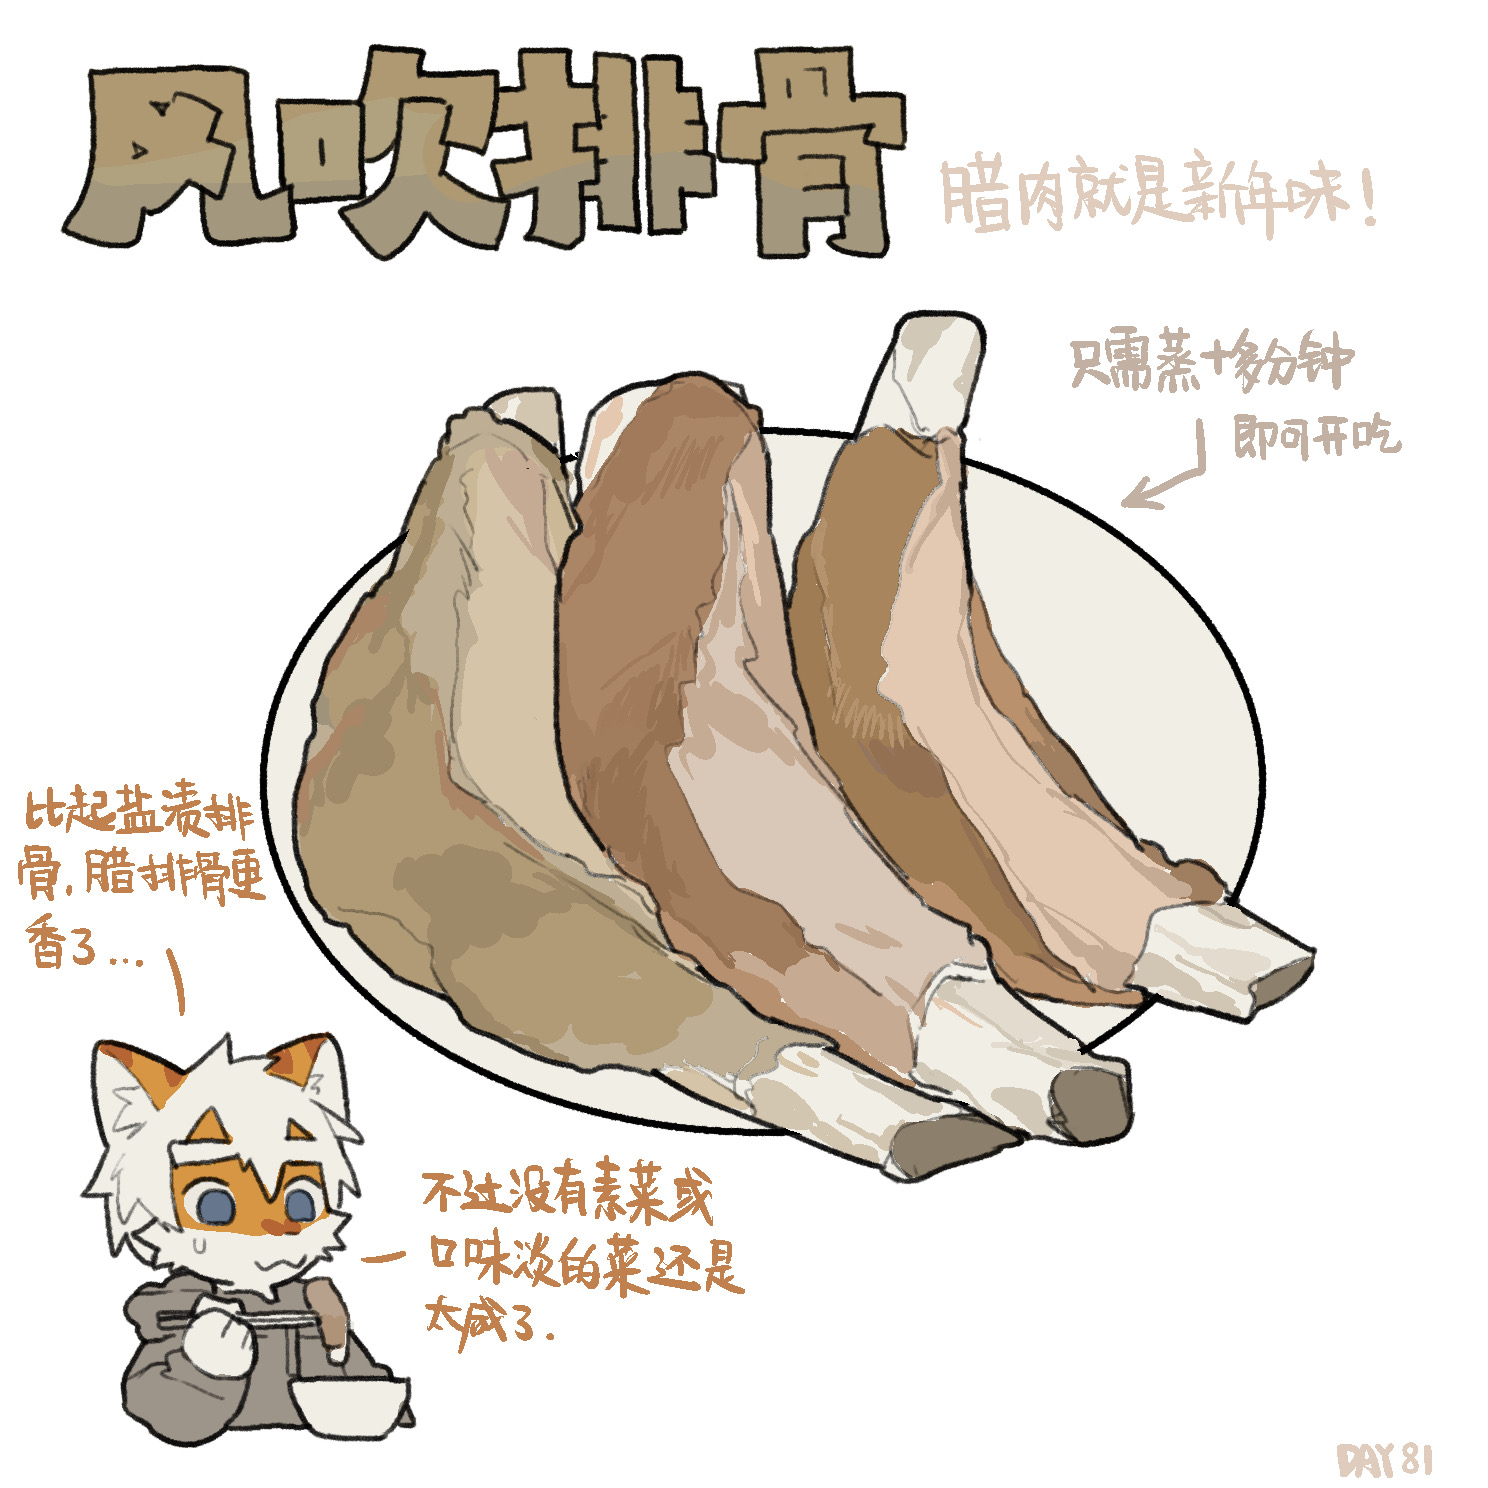 风吹排骨
腊肉就是新年味!
只需蒸十多分钟
即可开吃
比起盐渍排
骨,腊排骨更
香了...
不过没有素菜或
口味淡的菜还是
太咸了.
DAY 81